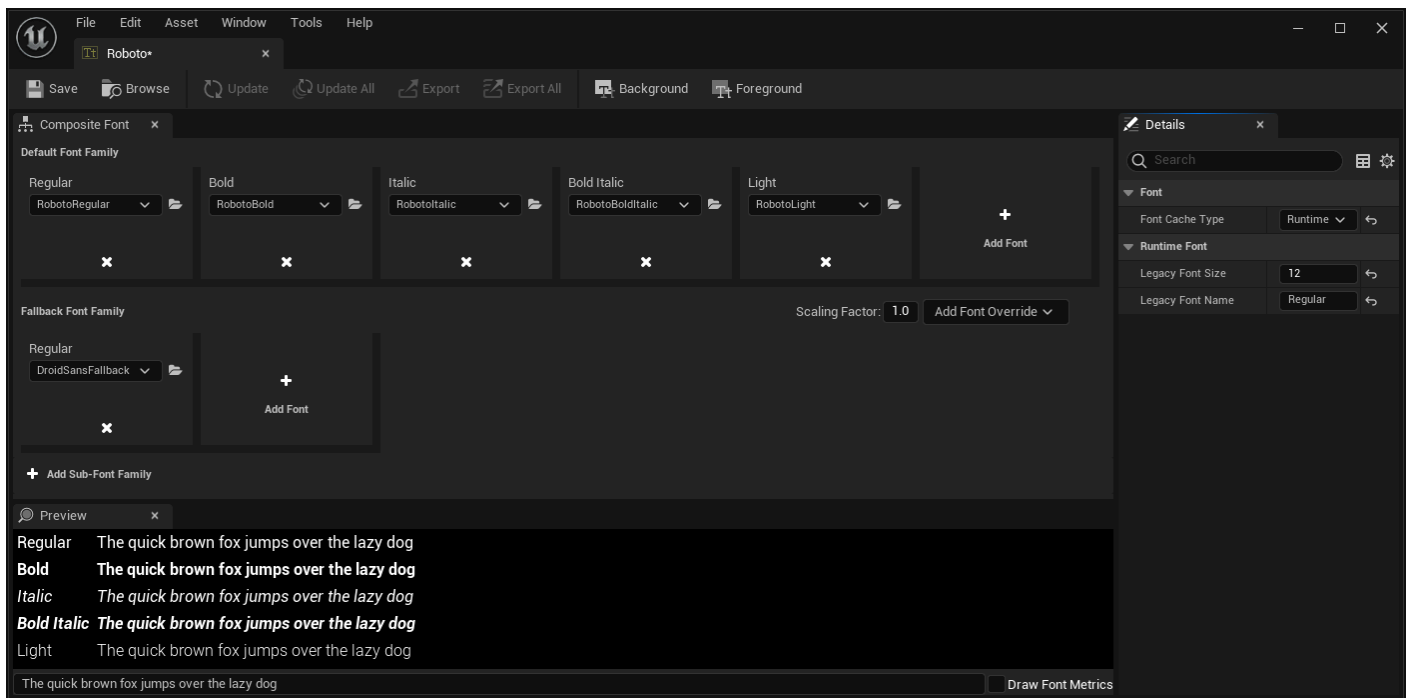 File Edit Asset Window Tools Help
Roboto*
Save Browse Update Update All Export Export All Background Foreground
Composite Font
Default Font Family
Regular Bold Italic Bold Italic Light
RobotoRegular RobotoBold RobotoItalic RobotoBoldItalic RobotoLight
Add Font
Fallback Font Family Scaling Factor: 1.0 Add Font Override
Regular
DroidSansFallback
Add Font
Add Sub-Font Family
Preview
Regular The quick brown fox jumps over the lazy dog
Bold The quick brown fox jumps over the lazy dog
Italic The quick brown fox jumps over the lazy dog
Bold Italic The quick brown fox jumps over the lazy dog
Light The quick brown fox jumps over the lazy dog
The quick brown fox jumps over the lazy dog Draw Font Metrics
Details
Search
Font
Font Cache Type Runtime
Runtime Font
Legacy Font Size 12
Legacy Font Name Regular